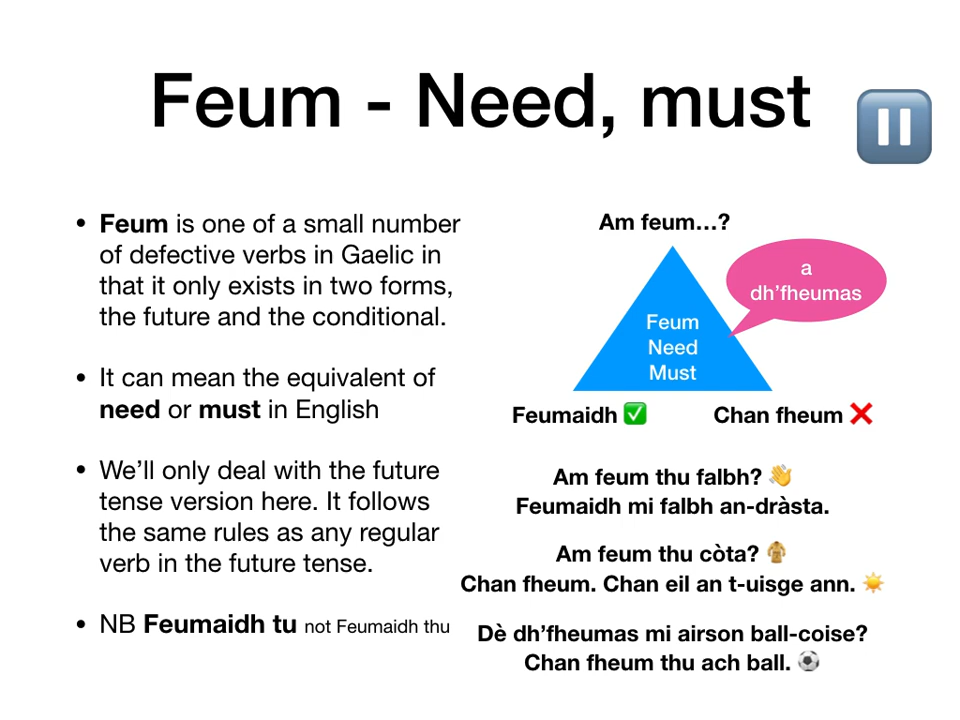 Feum - Need, must
• Feum is one of a small number
of defective verbs in Gaelic in
that it only exists in two forms,
the future and the conditional.
• It can mean the equivalent of
need or must in English
• We’ll only deal with the future
tense version here. It follows
the same rules as any regular
verb in the future tense.
• NB Feumaidh tu not Feumaidh thu
Am feum…?
a
dh’fheumas
Feum
Need
Must
Feumaidh ✅
Chan fheum ❌
Am feum thu falbh? 👋
Feumaidh mi falbh an-dràsta.
Am feum thu còta? 🧥
Chan fheum. Chan eil an t-uisge ann. ☀️
Dè dh’fheumas mi airson ball-coise?
Chan fheum thu ach ball. ⚽